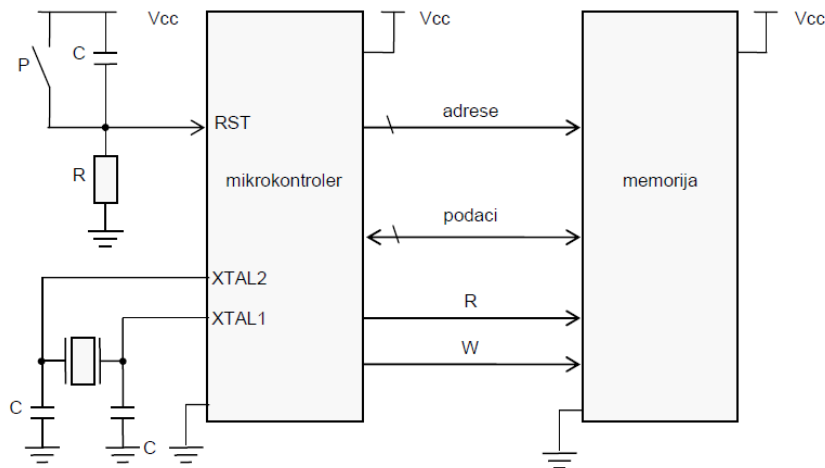 Vcc
Vcc
Vcc
P
C
RST
adrese
R
mikrokontroler
memorija
podaci
XTAL2
R
XTAL1
W
C
C